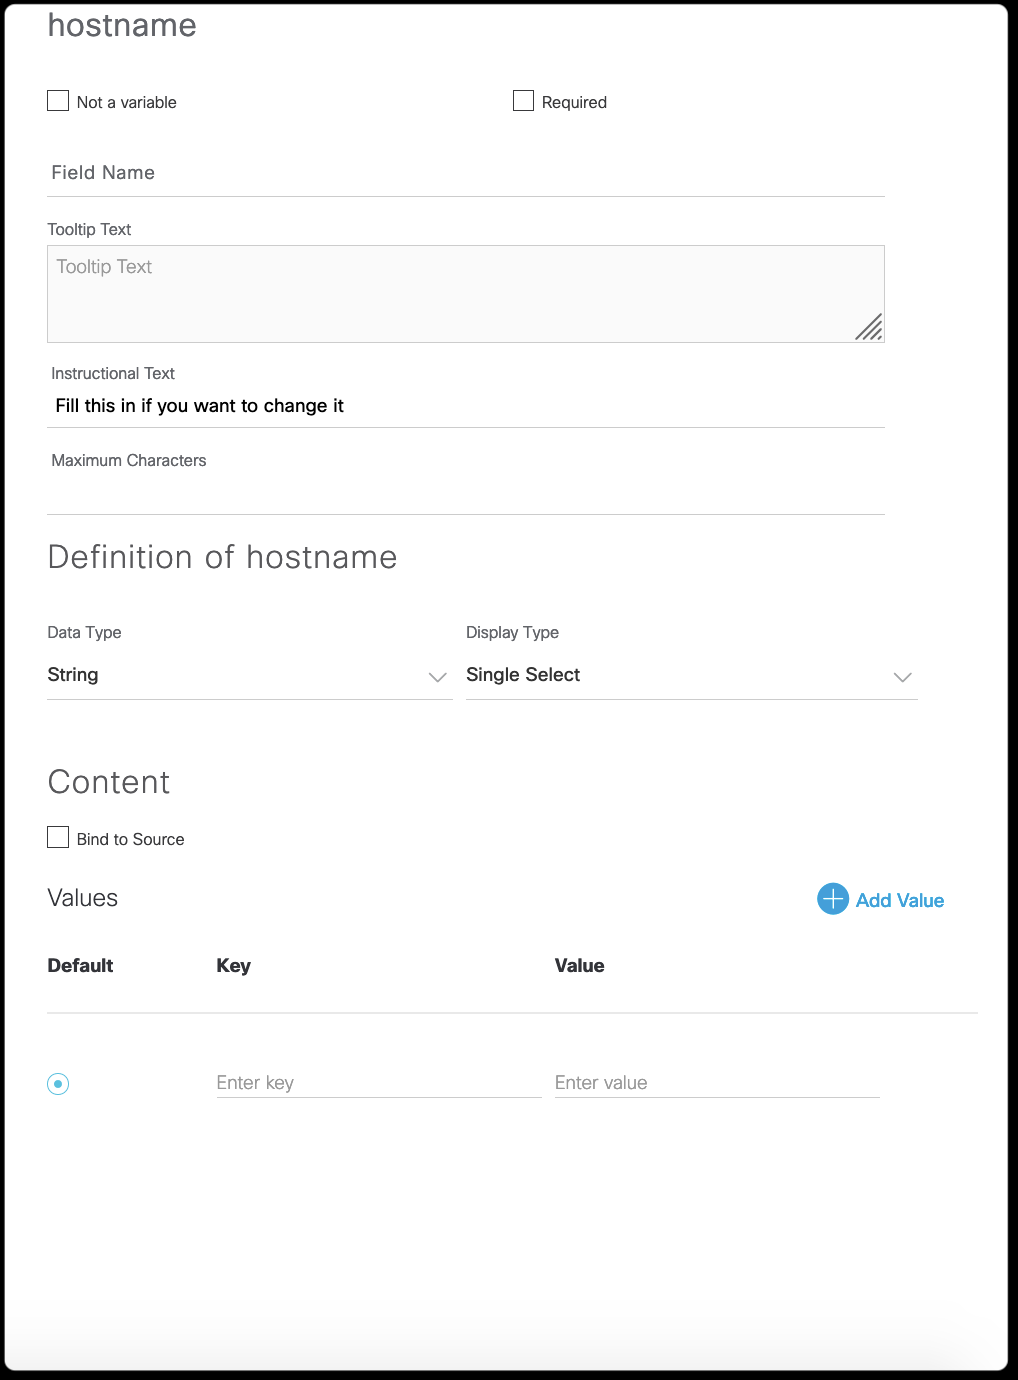 hostname
Not a variable
Required
Field Name
Tooltip Text
Tooltip Text
Instructional Text
Fill this in if you want to change it
Maximum Characters
Definition of hostname
Data Type
Display Type
String
Single Select
Content
Bind to Source
Values
Add Value
Default Key Value
Enter key
Enter value